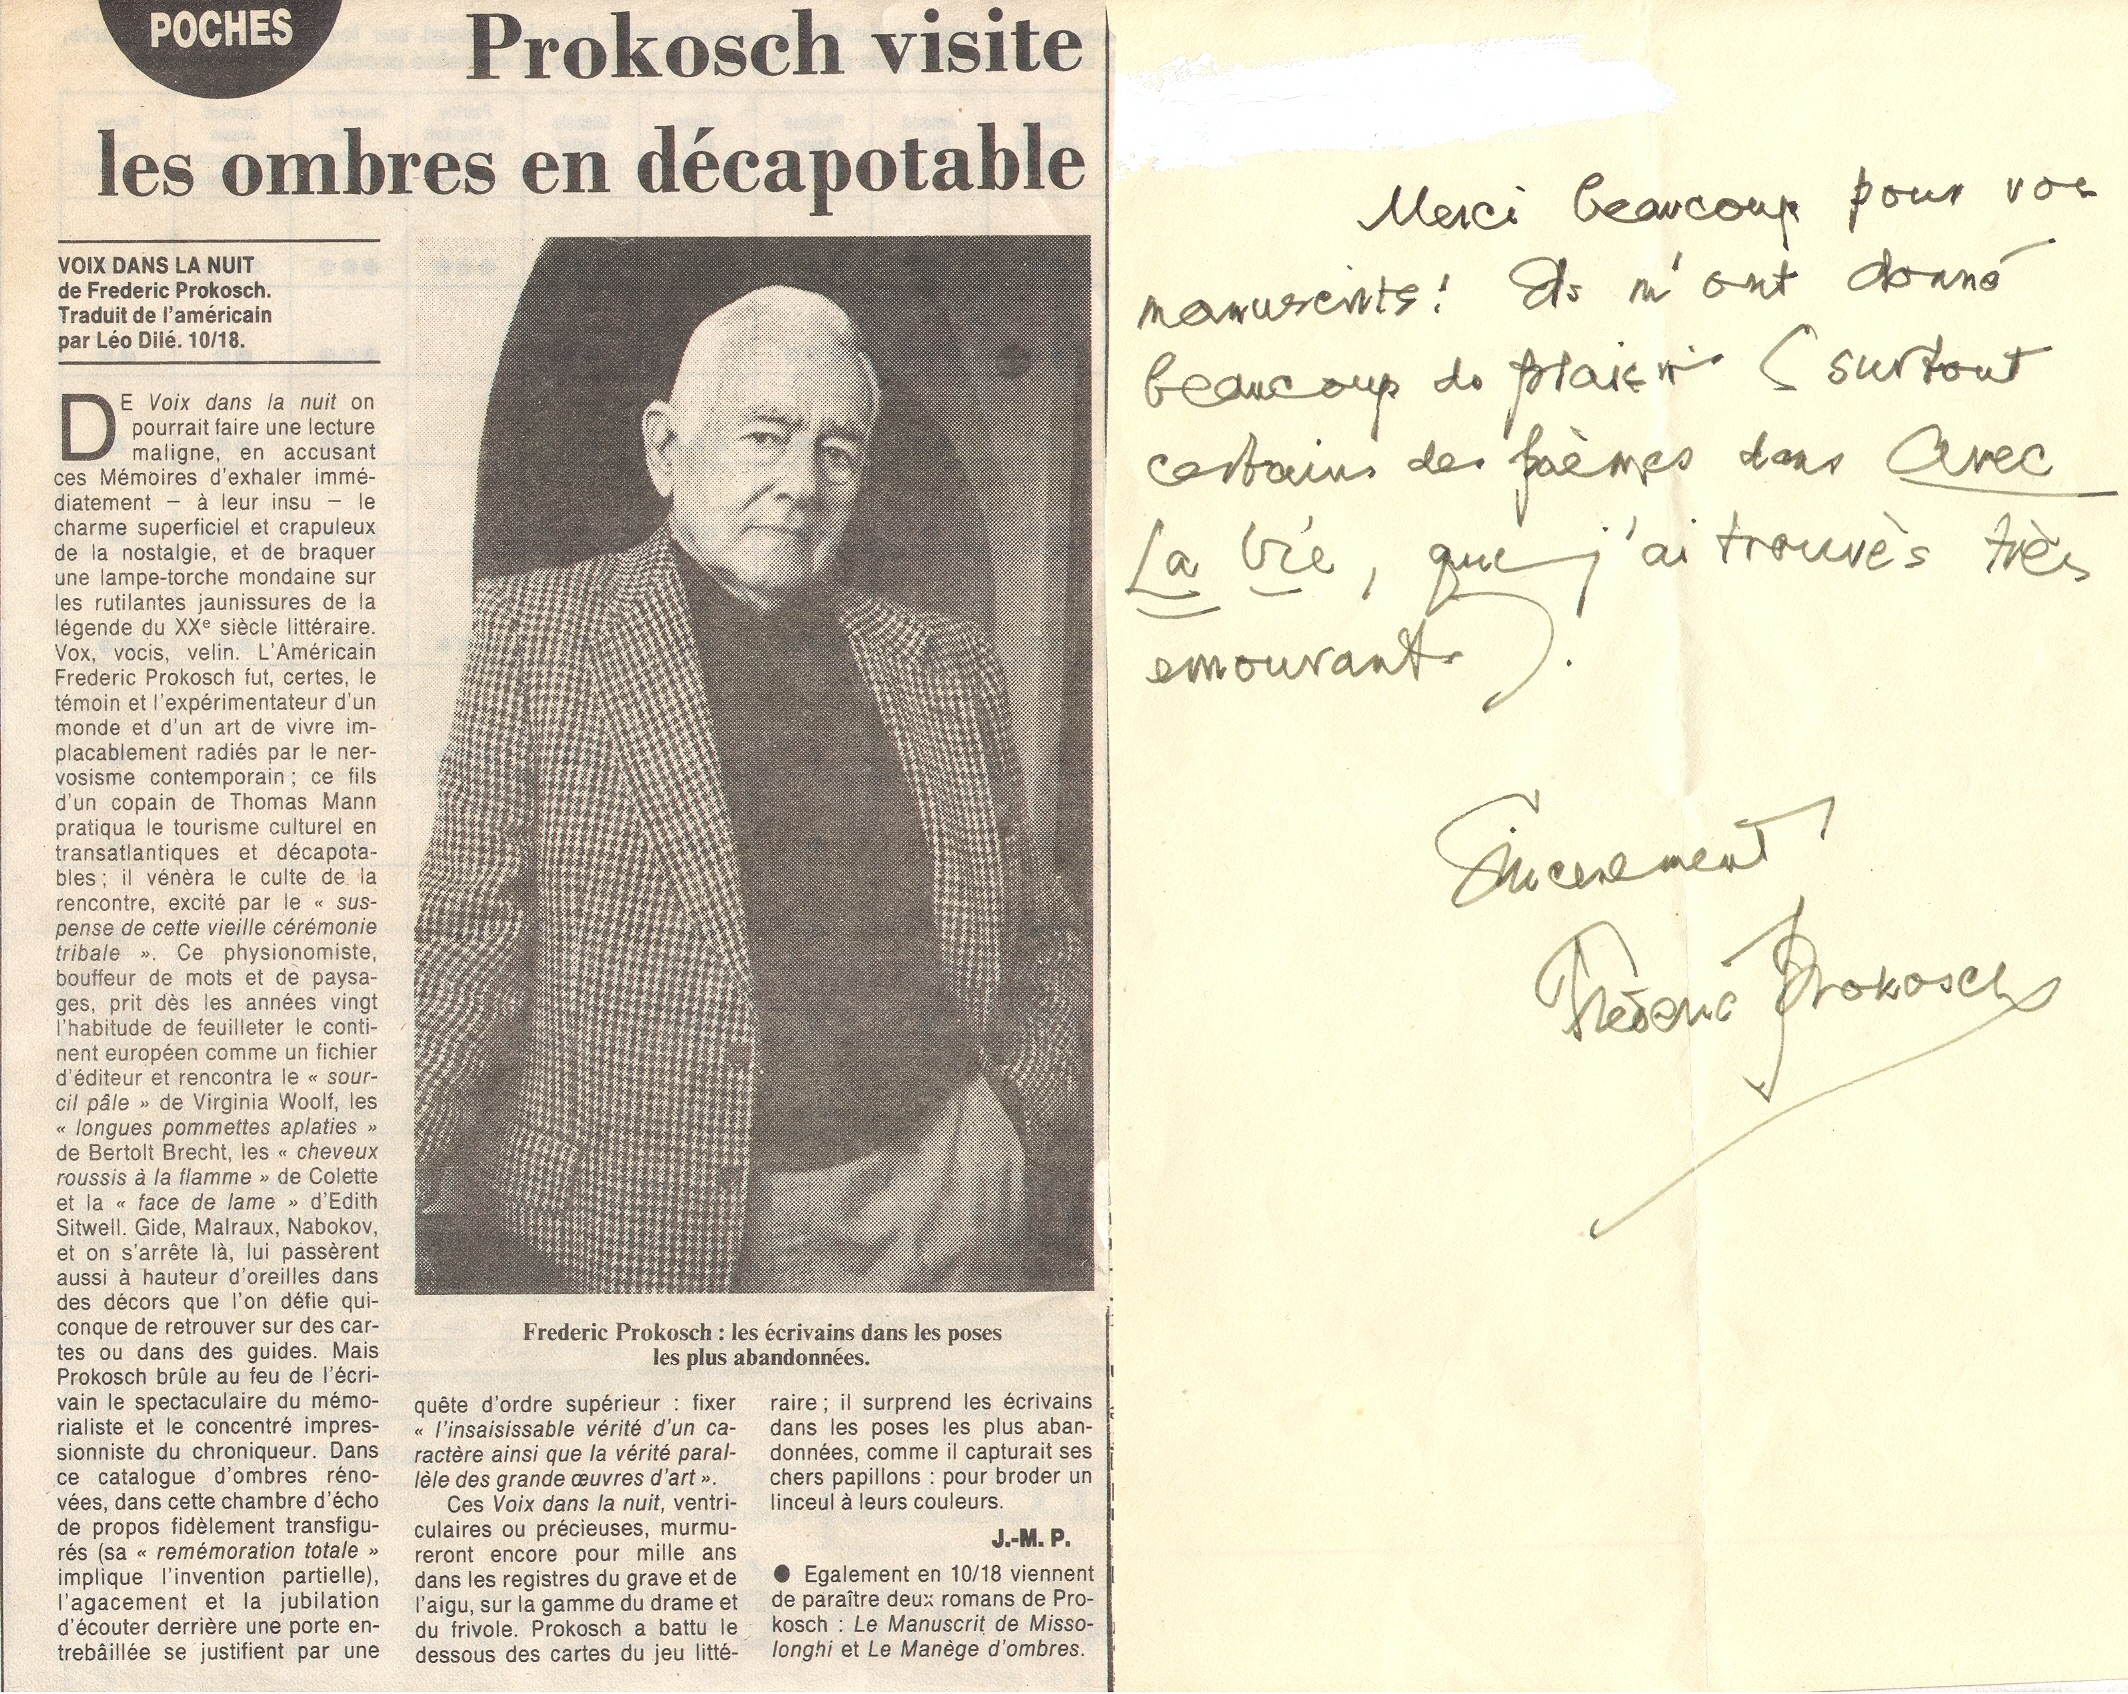 POCHES
Prokosch visite
les ombres en décapotable
VOIX DANS LA NUIT
de Frederic Prokosch.
Traduit de l'américain
par Léo Dilé. 10/18.
DE Voix dans la nuit on
pourrait faire une lecture
maligne, en accusant
ces Mémoires d'exhaler immé-
diatement – à leur insu – le
charme superficiel et crapuleux
de la nostalgie, et de braquer
une lampe-torche mondaine sur
les rutilantes jaunissures de la
légende du XXe siècle littéraire.
Vox, vocis, velin. L'Américain
Frederic Prokosch fut, certes, le
témoin et l'expérimentateur d'un
monde et d'un art de vivre im-
placablement radiés par le ner-
vosisme contemporain ; ce fils
d'un copain de Thomas Mann
pratiqua le tourisme culturel en
transatlantiques et décapota-
bles ; il vénèra le culte de la
rencontre, excité par le « sus-
pense de cette vieille cérémonie
tribale ». Ce physionomiste,
bouffeur de mots et de paysa-
ges, prit dès les années vingt
l'habitude de feuilleter le conti-
nent européen comme un fichier
d'éditeur et rencontra le « sour-
cil pâle » de Virginia Woolf, les
« longues pommettes aplaties »
de Bertolt Brecht, les « cheveux
roussis à la flamme » de Colette
et la « face de lame » d'Edith
Sitwell. Gide, Malraux, Nabokov,
et on s'arrête là, lui passèrent
aussi à hauteur d'oreilles dans
des décors que l'on défie qui-
conque de retrouver sur des car-
tes ou dans des guides. Mais
Prokosch brûle au feu de l'écri-
vain le spectaculaire du mémo-
rialiste et le concentré impres-
sionniste du chroniqueur. Dans
ce catalogue d'ombres réno-
vées, dans cette chambre d'écho
de propos fidèlement transfigu-
rés (sa « remémoration totale »
implique l'invention partielle),
l'agacement et la jubilation
d'écouter derrière une porte en-
trebâillée se justifient par une
Frederic Prokosch : les écrivains dans les poses
les plus abandonnées.
quête d'ordre supérieur : fixer
« l'insaisissable vérité d'un ca-
ractère ainsi que la vérité paral-
lèle des grande œuvres d'art ».
Ces Voix dans la nuit, ventri-
culaires ou précieuses, murmu-
reront encore pour mille ans
dans les registres du grave et de
l'aigu, sur la gamme du drame et
du frivole. Prokosch a battu le
dessous des cartes du jeu litté-
raire ; il surprend les écrivains
dans les poses les plus aban-
données, comme il capturait ses
chers papillons : pour broder un
linceul à leurs couleurs.
J.-M. P.
● Egalement en 10/18 viennent
de paraître deux romans de Pro-
kosch : Le Manuscrit de Misso-
longhi et Le Manège d'ombres.
Merci beaucoup pour vos
manuscrits! Ils m'ont donné
beaucoup de plaisir (surtout
certains des poèmes dans Avec
La Vie, que j'ai trouvès très
emouvants).
Sincerement
Frederic Prokosch